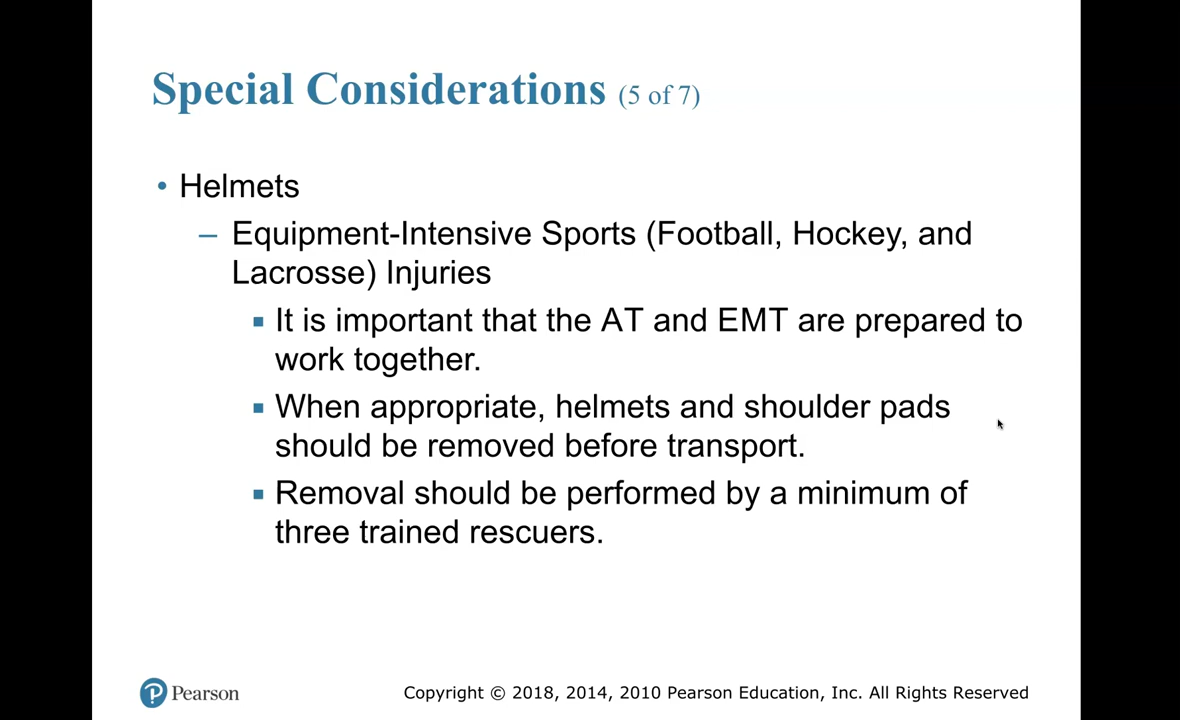 Special Considerations (5 of 7)
• Helmets
– Equipment-Intensive Sports (Football, Hockey, and
Lacrosse) Injuries
▪ It is important that the AT and EMT are prepared to
work together.
▪ When appropriate, helmets and shoulder pads
should be removed before transport.
▪ Removal should be performed by a minimum of
three trained rescuers.
P Pearson
Copyright © 2018, 2014, 2010 Pearson Education, Inc. All Rights Reserved